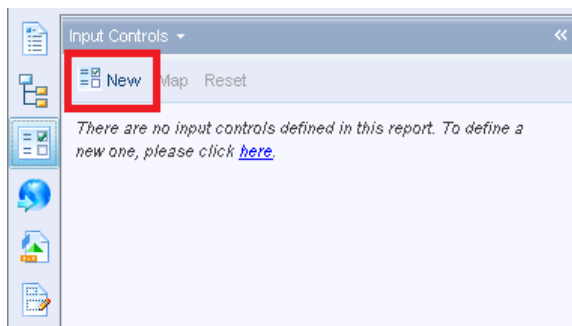 Input Controls
New Map Reset
There are no input controls defined in this report. To define a
new one, please click here.